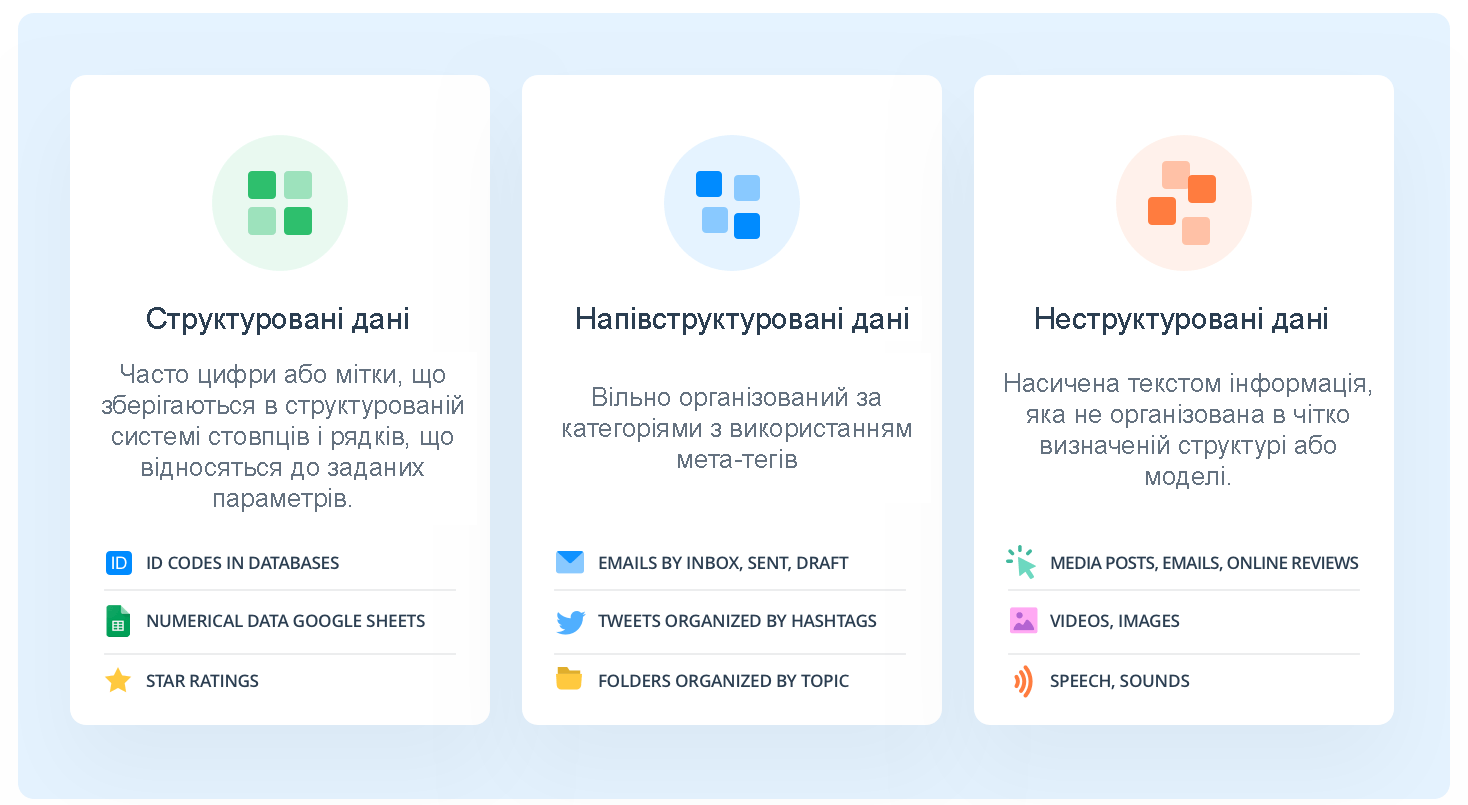 Структуровані дані
Часто цифри або мітки, що
зберігаються в структурованій
системі стовпців і рядків, що
відносяться до заданих
параметрів.
ID
ID CODES IN DATABASES
NUMERICAL DATA GOOGLE SHEETS
STAR RATINGS
Напівструктуровані дані
Вільно організований за
категоріями з використанням
мета-тегів
EMAILS BY INBOX, SENT, DRAFT
TWEETS ORGANIZED BY HASHTAGS
FOLDERS ORGANIZED BY TOPIC
Неструктуровані дані
Насичена текстом інформація,
яка не організована в чітко
визначеній структурі або
моделі.
MEDIA POSTS, EMAILS, ONLINE REVIEWS
VIDEOS, IMAGES
SPEECH, SOUNDS